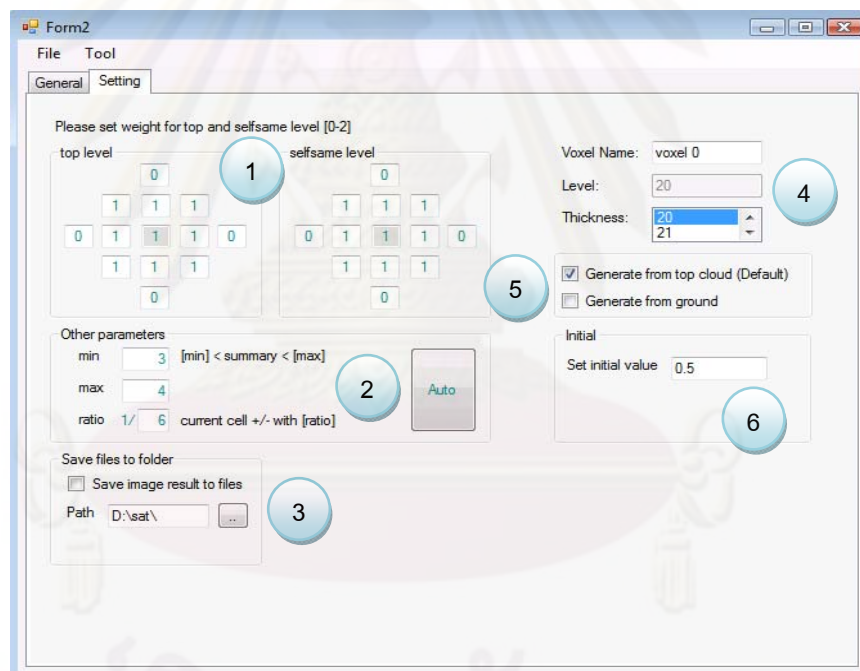 Form2
File Tool
General Setting
Please set weight for top and selfsame level [0-2]
top level
1
0
1 1 1
0 1 1 1 0
1 1 1
0
selfsame level
0
1 1 1
0 1 1 1 0
1 1 1
0
Voxel Name: voxel 0
Level: 20
Thickness: 20
21
4
5
Generate from top cloud (Default)
Generate from ground
Other parameters
min 3 [min] < summary < [max]
max 4
ratio 1/ 6 current cell +/- with [ratio]
2
Auto
Initial
Set initial value 0.5
6
Save files to folder
Save image result to files
Path D:\sat\ ..
3